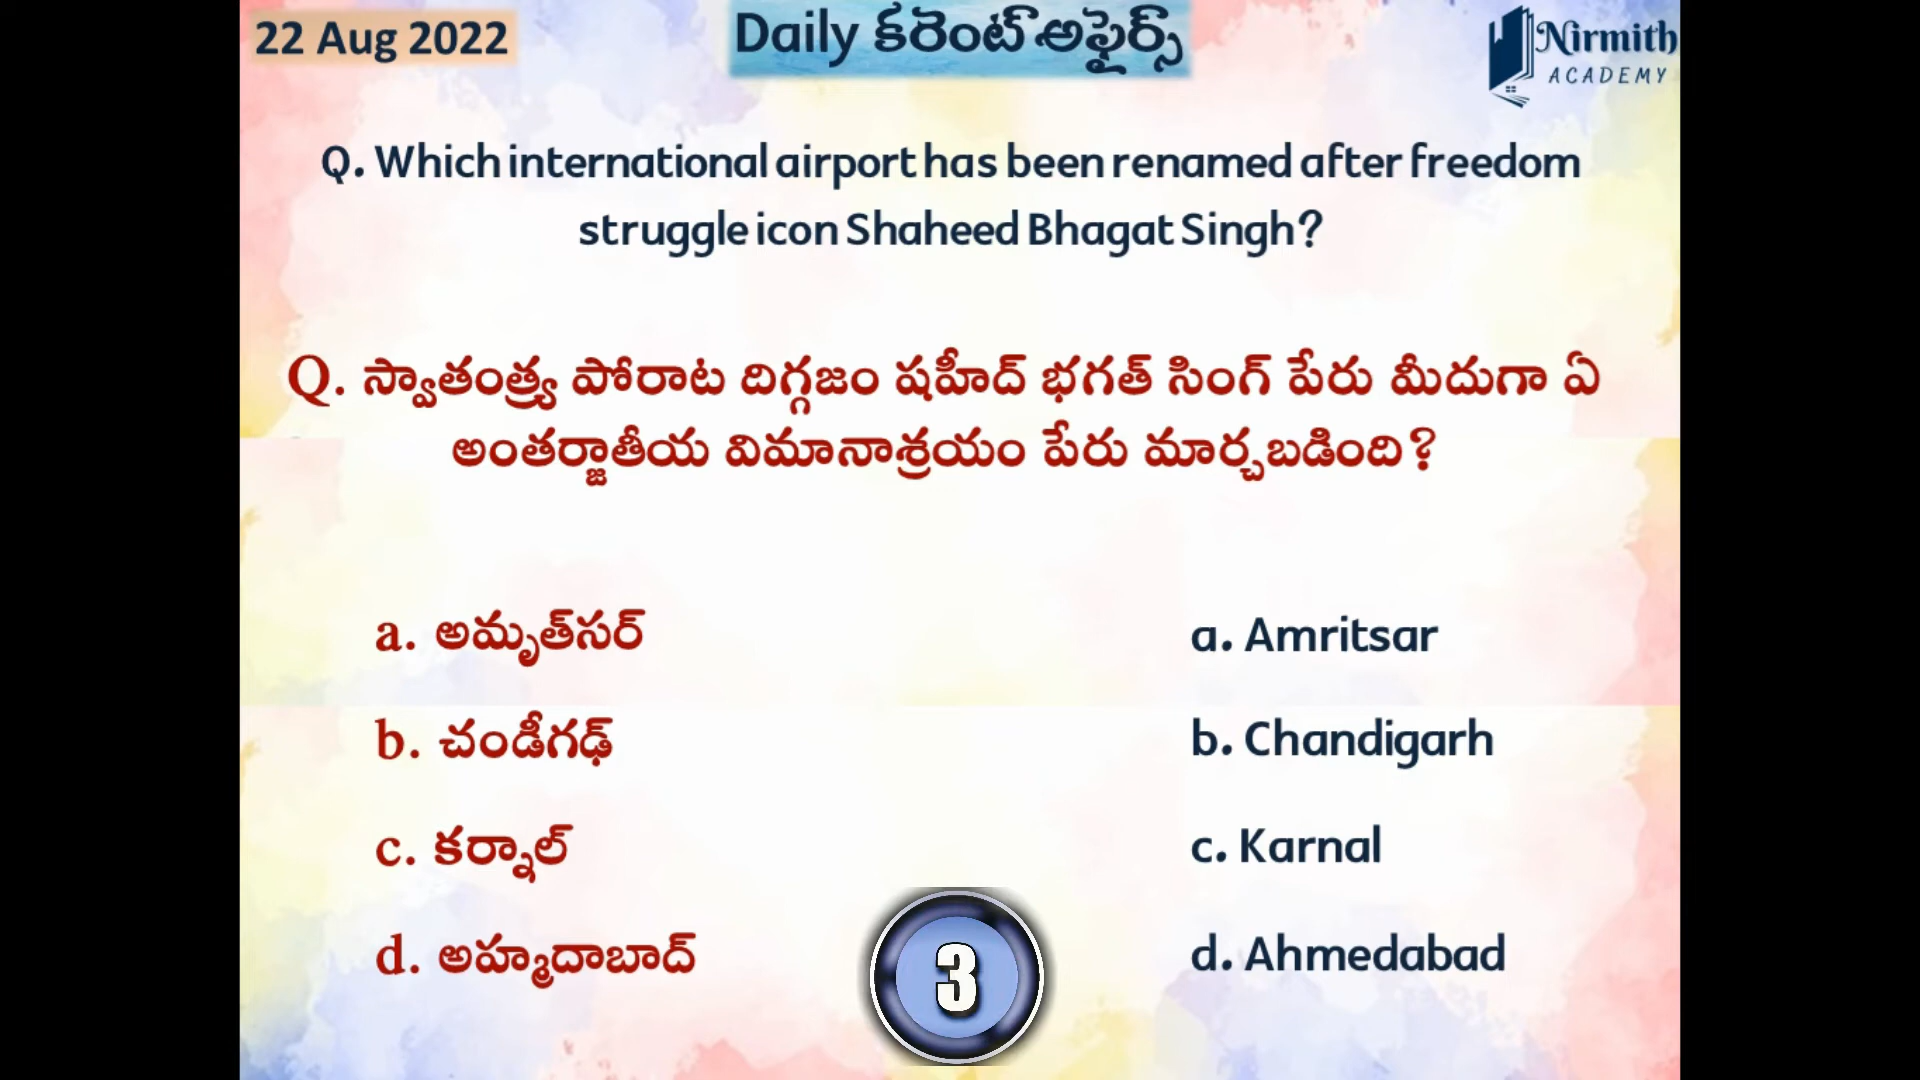 22 Aug 2022
Daily కరెంట్ అఫైర్స్
Nirmith
ACADEMY
Q. Which international airport has been renamed after freedom
struggle icon Shaheed Bhagat Singh?
Q. స్వాతంత్ర్య పోరాట దిగ్గజం షహీద్ భగత్ సింగ్ పేరు మీదుగా ఏ
అంతర్జాతీయ విమానాశ్రయం పేరు మార్చబడింది?
a. అమృత్‌సర్
b. చండీగఢ్
c. కర్నాల్
d. అహ్మదాబాద్
a. Amritsar
b. Chandigarh
c. Karnal
d. Ahmedabad
3